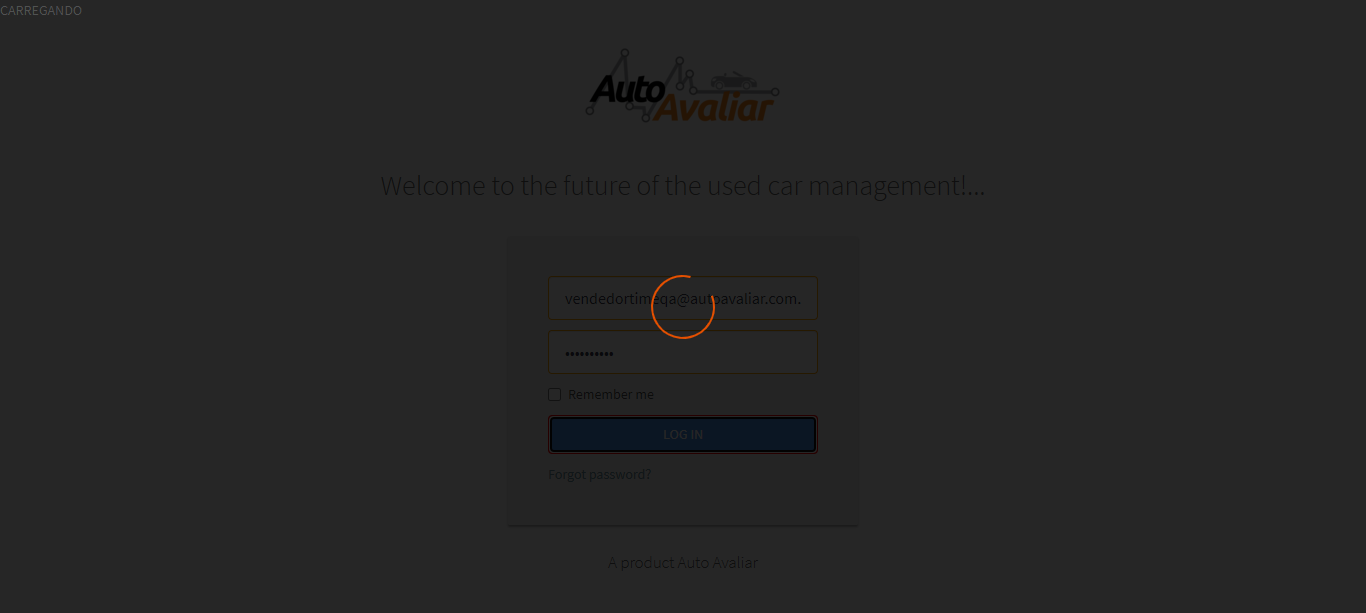 CARREGANDO
Auto
Avaliar
Welcome to the future of the used car management!...
vendedortimeqa@autoavaliar.com.
••••••••••
Remember me
LOG IN
Forgot password?
A product Auto Avaliar